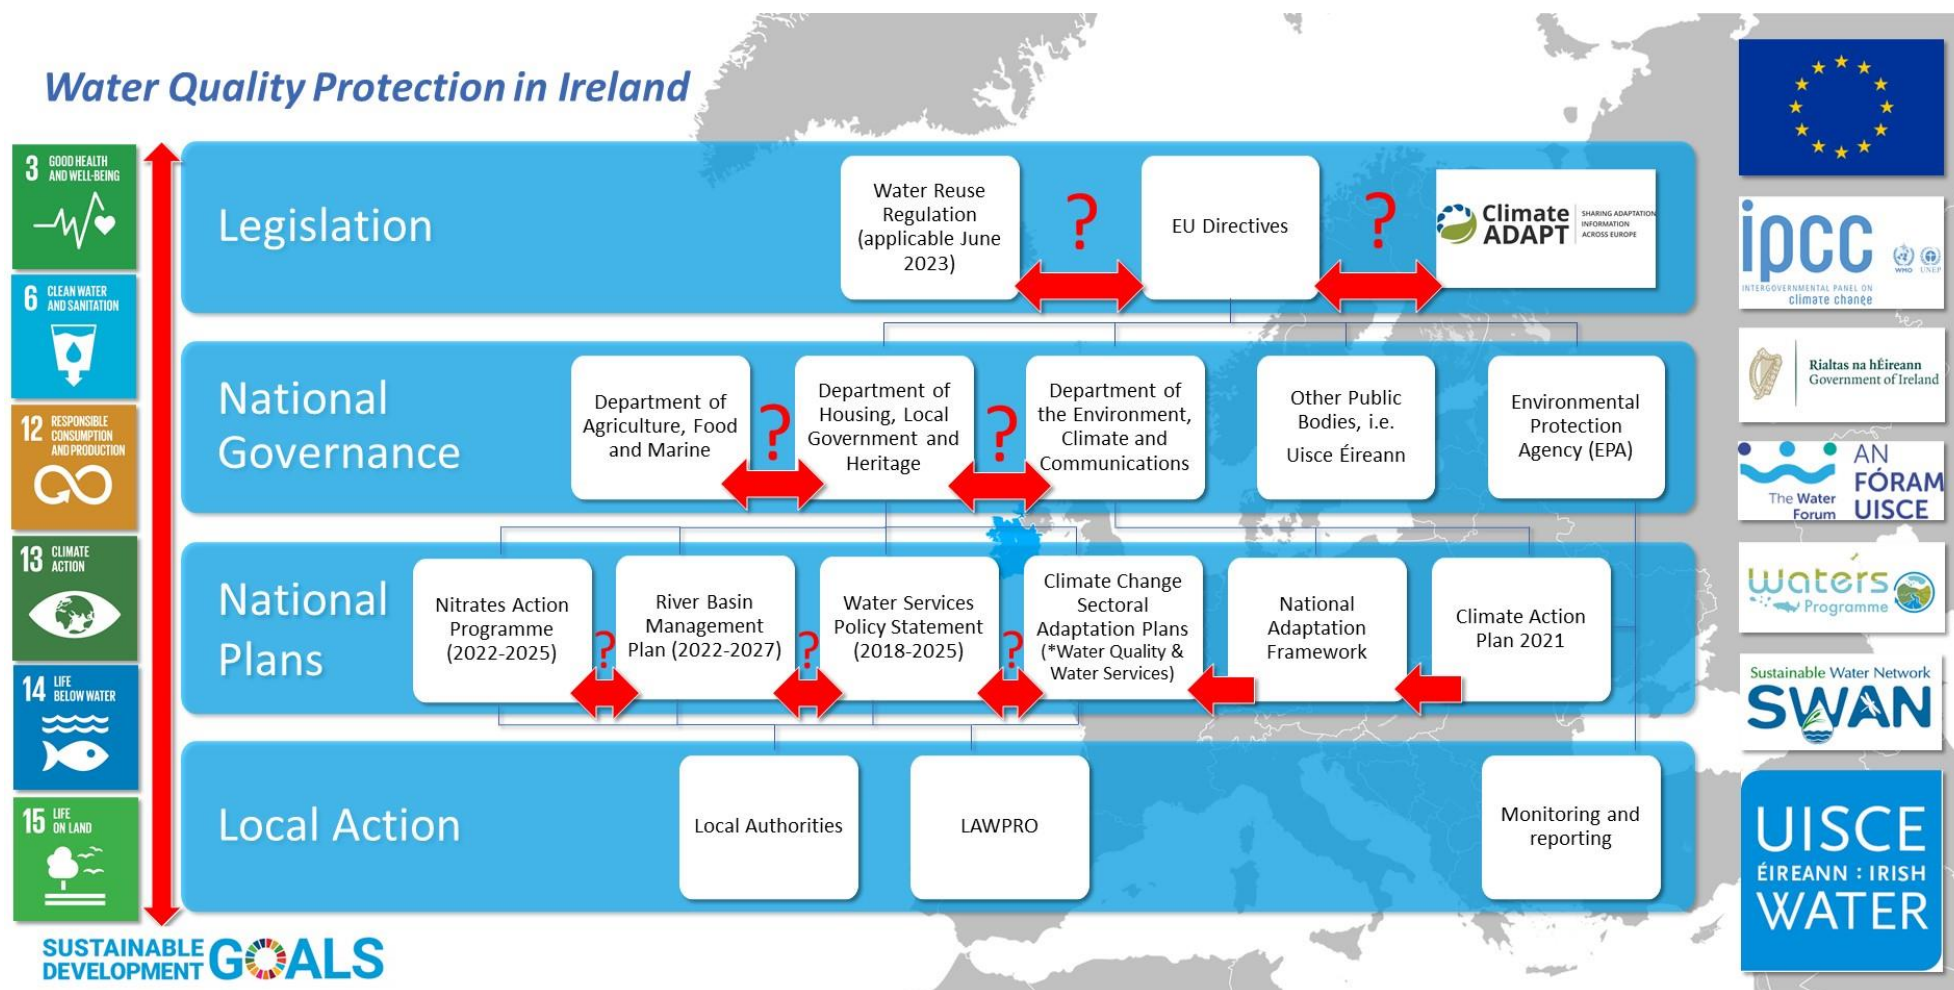 Water Quality Protection in Ireland
3 GOOD HEALTH
AND WELL-BEING
6 CLEAN WATER
AND SANITATION
12 RESPONSIBLE
CONSUMPTION
AND PRODUCTION
13 CLIMATE
ACTION
14 LIFE
BELOW WATER
15 LIFE
ON LAND
SUSTAINABLE
DEVELOPMENT
GOALS
Legislation
Water Reuse
Regulation
(applicable June
2023)
?
EU Directives
?
Climate
ADAPT
SHARING ADAPTATION
INFORMATION
ACROSS EUROPE
National
Governance
Department of
Agriculture, Food
and Marine
?
Department of
Housing, Local
Government and
Heritage
?
Department of
the Environment,
Climate and
Communications
Other Public
Bodies, i.e.
Uisce Éireann
Environmental
Protection
Agency (EPA)
National
Plans
Nitrates Action
Programme
(2022-2025)
?
River Basin
Management
Plan (2022-2027)
?
Water Services
Policy Statement
(2018-2025)
?
Climate Change
Sectoral
Adaptation Plans
(*Water Quality &
Water Services)
National
Adaptation
Framework
Climate Action
Plan 2021
Local Action
Local Authorities
LAWPRO
Monitoring and
reporting
ipcc
WMO UNEP
INTERGOVERNMENTAL PANEL ON
climate change
Rialtas na hÉireann
Government of Ireland
AN
FÓRAM
UISCE
The Water
Forum
waters
Programme
Sustainable Water Network
SWAN
UISCE
ÉIREANN : IRISH
WATER